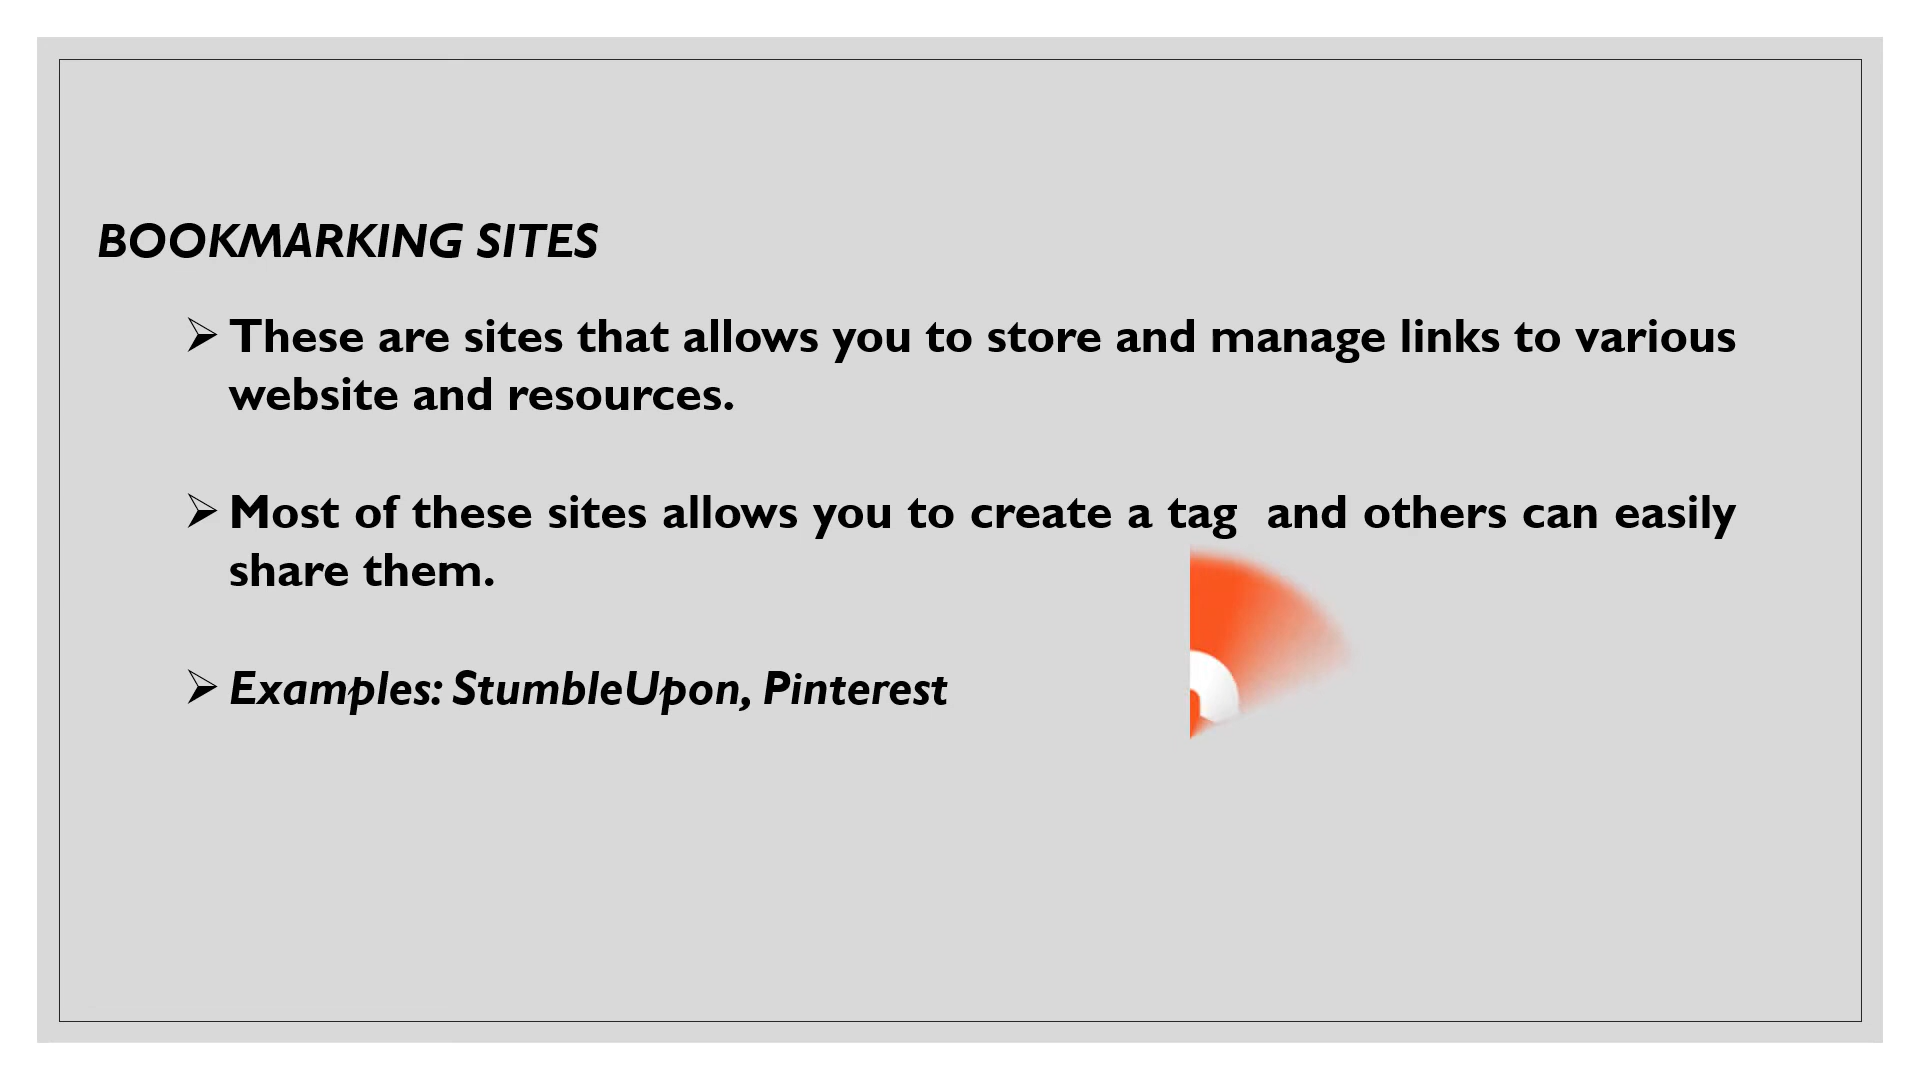 BOOKMARKING SITES
➢ These are sites that allows you to store and manage links to various
website and resources.
➢ Most of these sites allows you to create a tag  and others can easily
share them.
➢ Examples: StumbleUpon, Pinterest